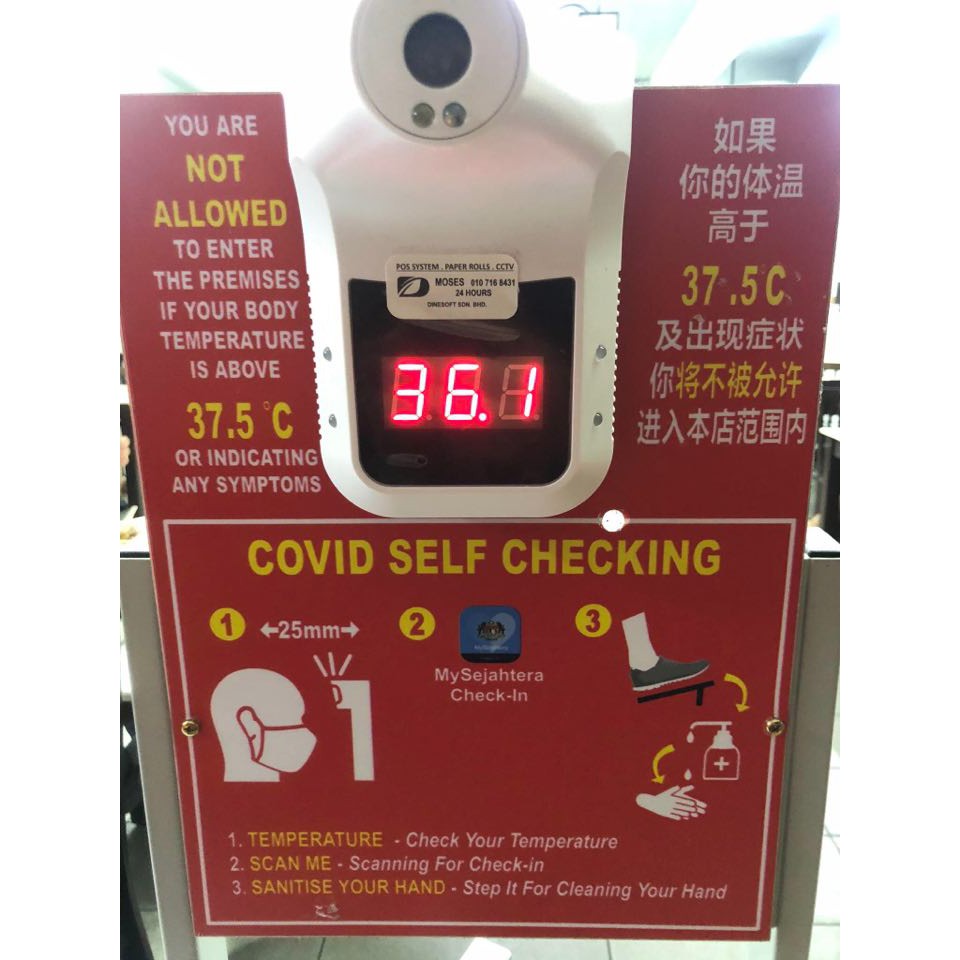 YOU ARE
NOT
ALLOWED
TO ENTER
THE PREMISES
IF YOUR BODY
TEMPERATURE
IS ABOVE
37.5 °C
OR INDICATING
ANY SYMPTOMS
POS SYSTEM . PAPER ROLLS . CCTV
MOSES 010 716 8431
24 HOURS
DINESOFT SDN. BHD.
36.1
如果
你的体温
高于
37.5C
及出现症状
你将不被允许
进入本店范围内
COVID SELF CHECKING
1 25mm
2
MySejahtera
Check-In
3
1. TEMPERATURE - Check Your Temperature
2. SCAN ME - Scanning For Check-in
3. SANITISE YOUR HAND - Step It For Cleaning Your Hand